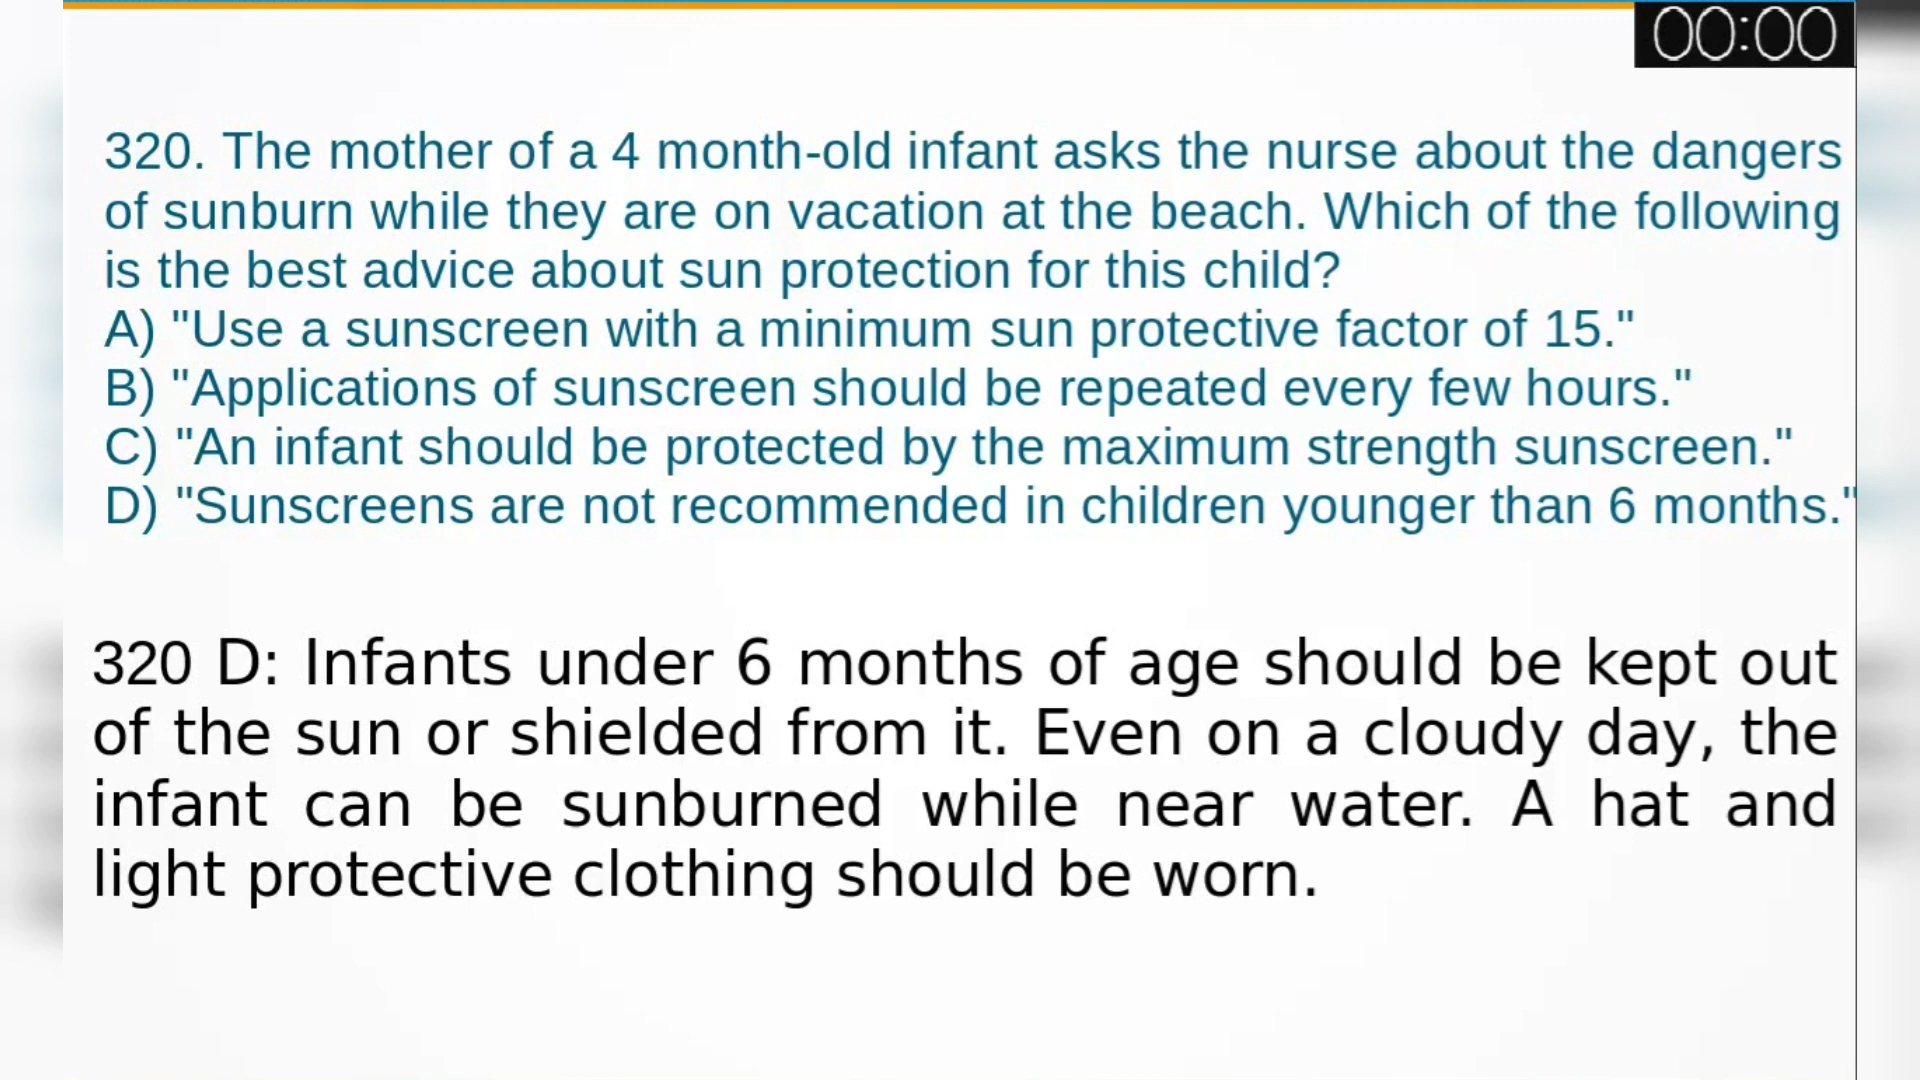 00:00
320. The mother of a 4 month-old infant asks the nurse about the dangers
of sunburn while they are on vacation at the beach. Which of the following
is the best advice about sun protection for this child?
A) "Use a sunscreen with a minimum sun protective factor of 15."
B) "Applications of sunscreen should be repeated every few hours."
C) "An infant should be protected by the maximum strength sunscreen."
D) "Sunscreens are not recommended in children younger than 6 months."
320 D: Infants under 6 months of age should be kept out
of the sun or shielded from it. Even on a cloudy day, the
infant can be sunburned while near water. A hat and
light protective clothing should be worn.